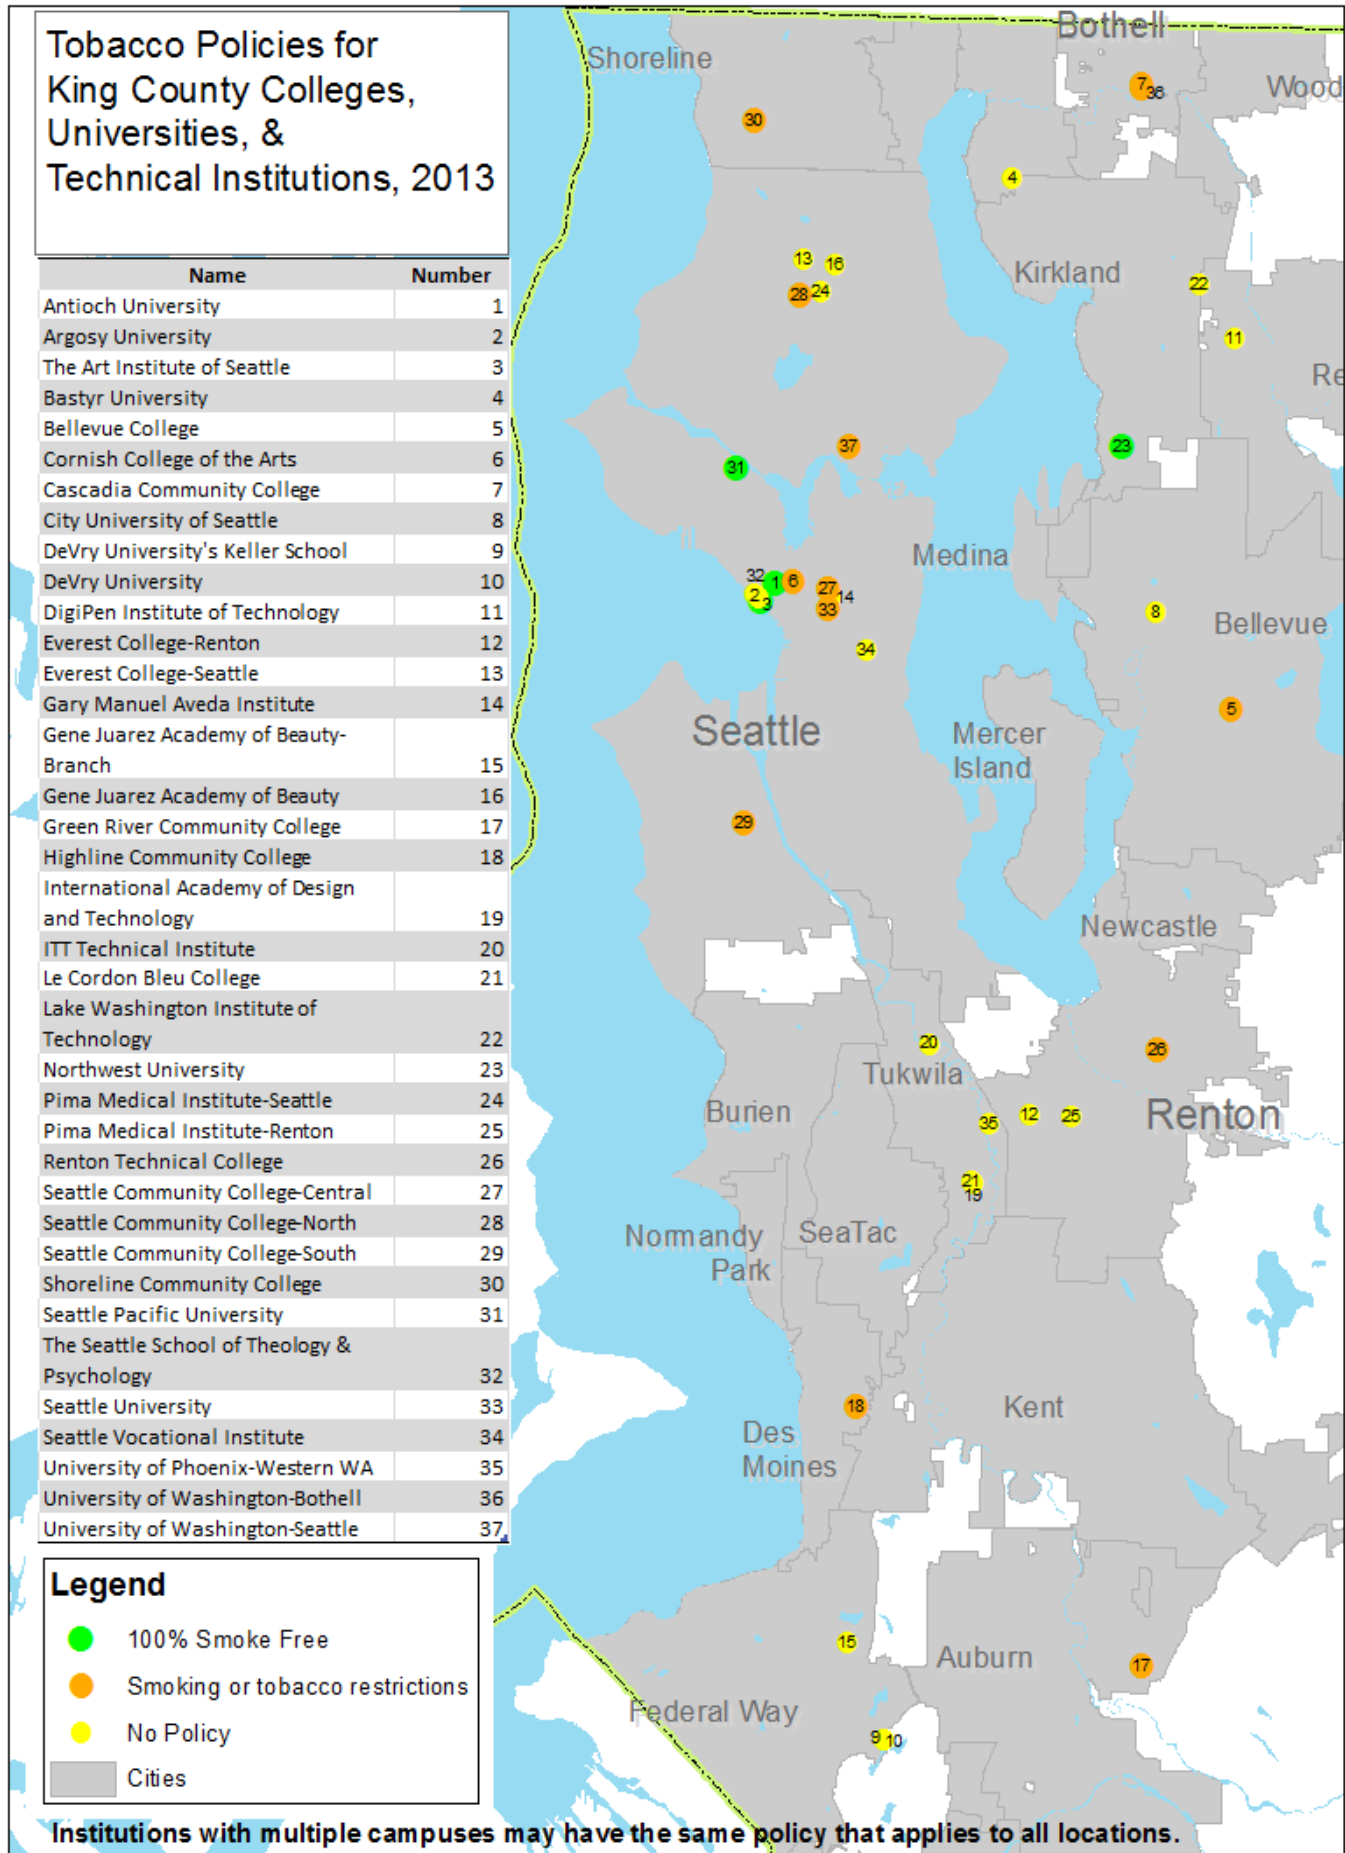 Tobacco Policies for
King County Colleges,
Universities, &
Technical Institutions, 2013
Name Number
Antioch University 1
Argosy University 2
The Art Institute of Seattle 3
Bastyr University 4
Bellevue College 5
Cornish College of the Arts 6
Cascadia Community College 7
City University of Seattle 8
DeVry University's Keller School 9
DeVry University 10
DigiPen Institute of Technology 11
Everest College-Renton 12
Everest College-Seattle 13
Gary Manuel Aveda Institute 14
Gene Juarez Academy of Beauty-
Branch 15
Gene Juarez Academy of Beauty 16
Green River Community College 17
Highline Community College 18
International Academy of Design
and Technology 19
ITT Technical Institute 20
Le Cordon Bleu College 21
Lake Washington Institute of
Technology 22
Northwest University 23
Pima Medical Institute-Seattle 24
Pima Medical Institute-Renton 25
Renton Technical College 26
Seattle Community College-Central 27
Seattle Community College-North 28
Seattle Community College-South 29
Shoreline Community College 30
Seattle Pacific University 31
The Seattle School of Theology &
Psychology 32
Seattle University 33
Seattle Vocational Institute 34
University of Phoenix-Western WA 35
University of Washington-Bothell 36
University of Washington-Seattle 37
Legend
100% Smoke Free
Smoking or tobacco restrictions
No Policy
Cities
Bothell
Shoreline
7
36
Wood
30
4
13
16
Kirkland
22
28
24
11
Re
37
23
31
Medina
32
1
6
27
2
3
14
33
8
Bellevue
34
5
Seattle
Mercer
Island
29
Newcastle
20
26
Tukwila
Burien
35
12
25
Renton
21
19
Normandy
Park
SeaTac
18
Kent
Des
Moines
15
Auburn
17
Federal Way
9
10
Institutions with multiple campuses may have the same policy that applies to all locations.